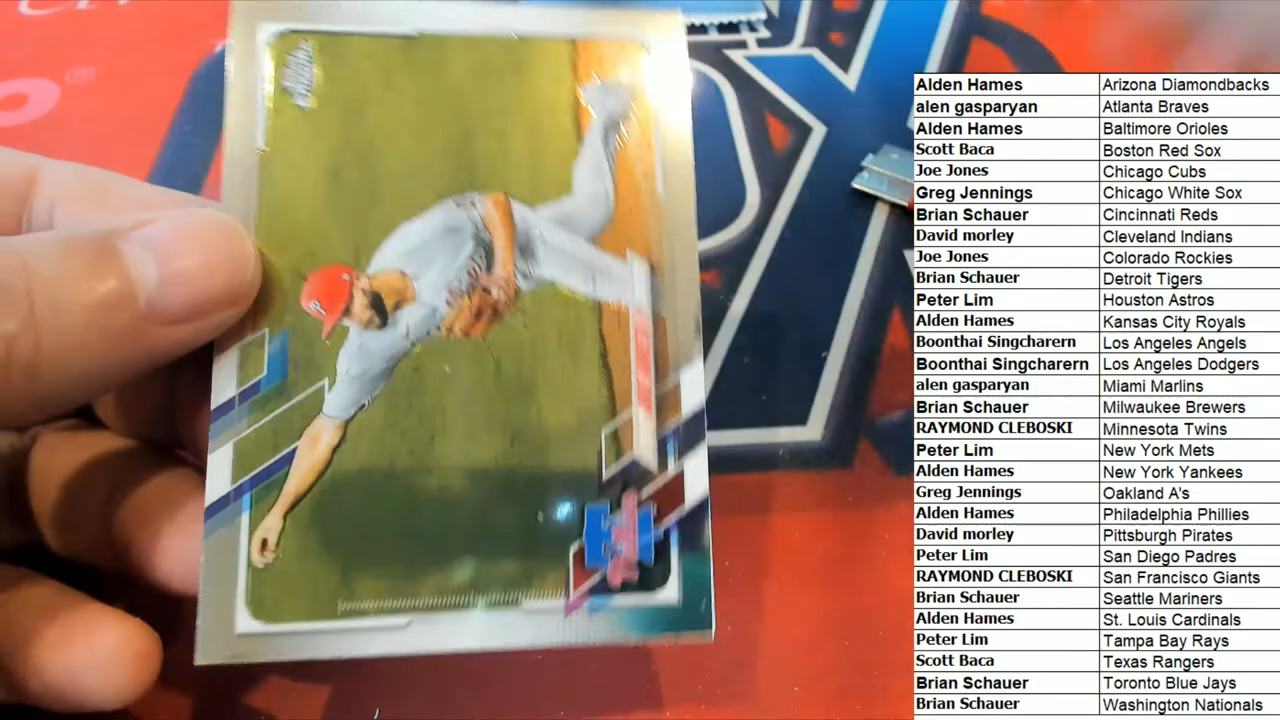 Alden Hames Arizona Diamondbacks
alen gasparyan Atlanta Braves
Alden Hames Baltimore Orioles
Scott Baca Boston Red Sox
Joe Jones Chicago Cubs
Greg Jennings Chicago White Sox
Brian Schauer Cincinnati Reds
David morley Cleveland Indians
Joe Jones Colorado Rockies
Brian Schauer Detroit Tigers
Peter Lim Houston Astros
Alden Hames Kansas City Royals
Boonthai Singcharern Los Angeles Angels
Boonthai Singcharern Los Angeles Dodgers
alen gasparyan Miami Marlins
Brian Schauer Milwaukee Brewers
RAYMOND CLEBOSKI Minnesota Twins
Peter Lim New York Mets
Alden Hames New York Yankees
Greg Jennings Oakland A's
Alden Hames Philadelphia Phillies
David morley Pittsburgh Pirates
Peter Lim San Diego Padres
RAYMOND CLEBOSKI San Francisco Giants
Brian Schauer Seattle Mariners
Alden Hames St. Louis Cardinals
Peter Lim Tampa Bay Rays
Scott Baca Texas Rangers
Brian Schauer Toronto Blue Jays
Brian Schauer Washington Nationals